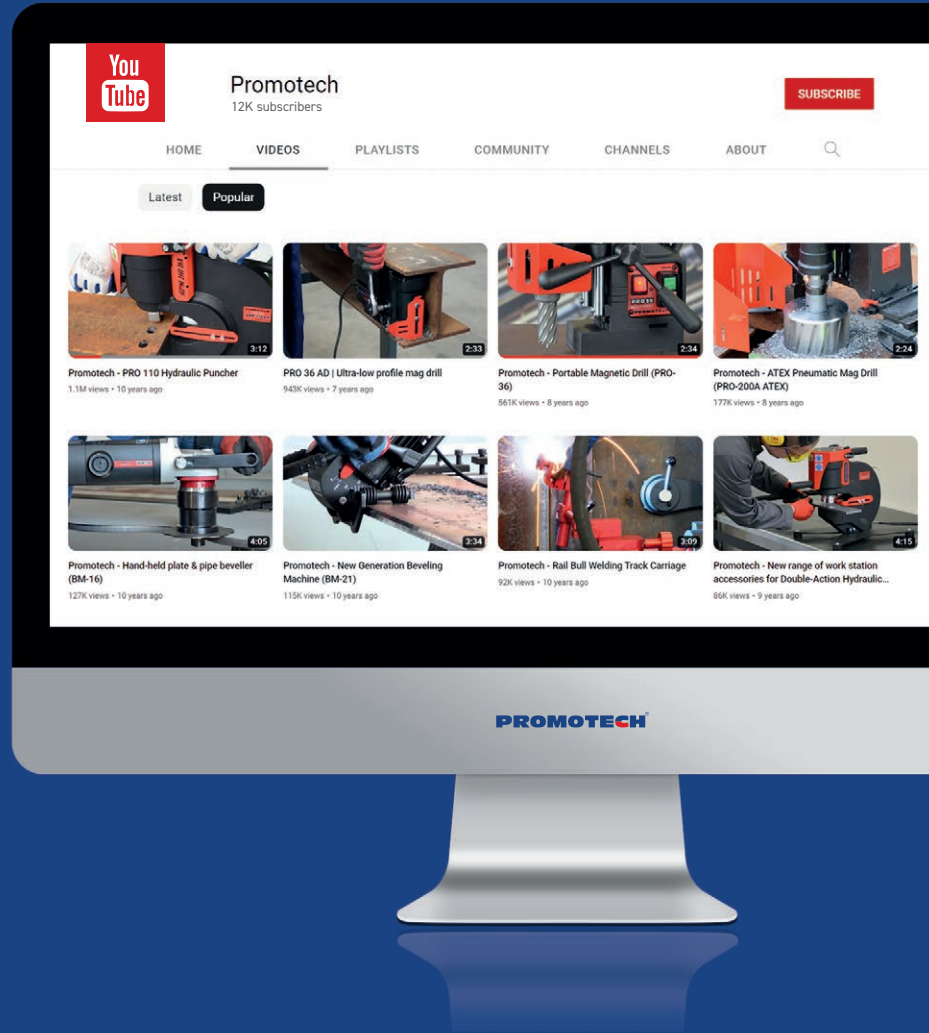 You
Tube
Promotech
12K subscribers
SUBSCRIBE
HOME VIDEOS PLAYLISTS COMMUNITY CHANNELS ABOUT
Latest Popular
3:12
2:33
PRO36
2:34
2:24
Promotech - PRO 110 Hydraulic Puncher
1.1M views • 10 years ago
PRO 36 AD | Ultra-low profile mag drill
943K views • 7 years ago
Promotech - Portable Magnetic Drill (PRO-
36)
561K views • 8 years ago
Promotech - ATEX Pneumatic Mag Drill
(PRO-200A ATEX)
177K views • 8 years ago
4:05
3:34
3:09
4:15
Promotech - Hand-held plate & pipe beveller
(BM-16)
127K views • 10 years ago
Promotech - New Generation Beveling
Machine (BM-21)
115K views • 10 years ago
Promotech - Rail Bull Welding Track Carriage
92K views • 10 years ago
Promotech - New range of work station
accessories for Double-Action Hydraulic...
86K views • 9 years ago
PROMOTECH®